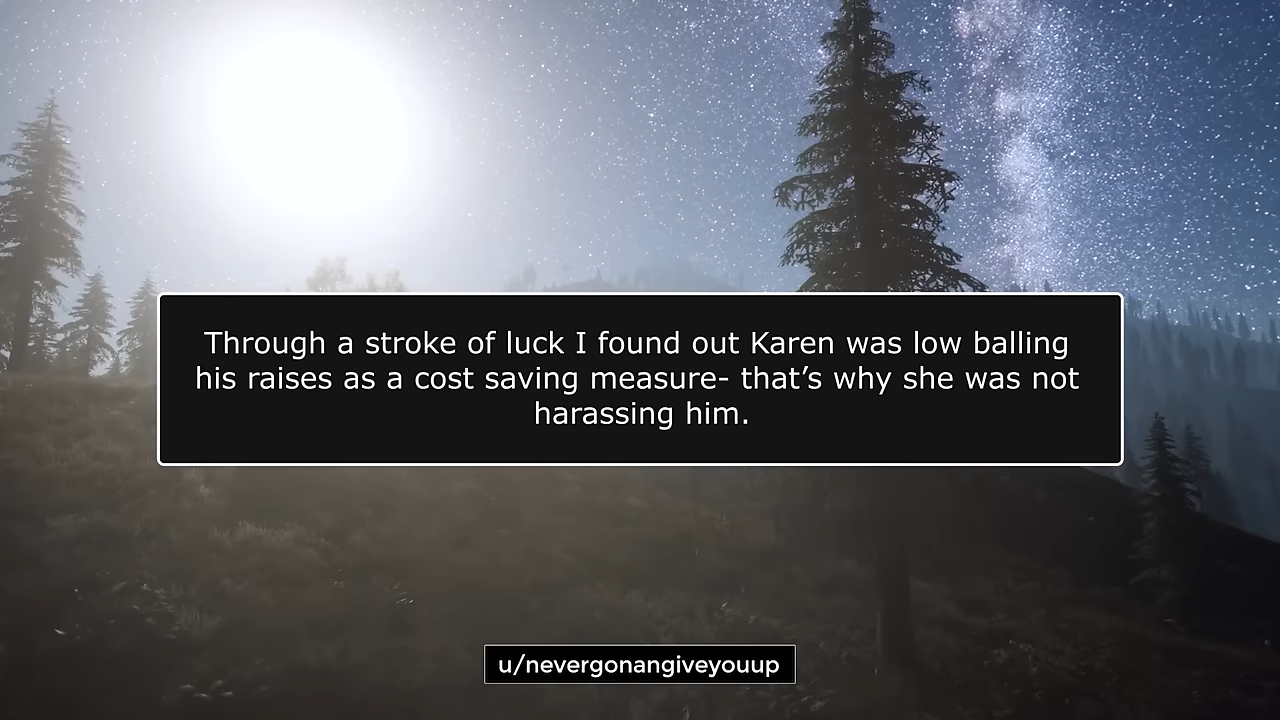 Through a stroke of luck I found out Karen was low balling
his raises as a cost saving measure- that’s why she was not
harassing him.
u/nevergonangiveyouup